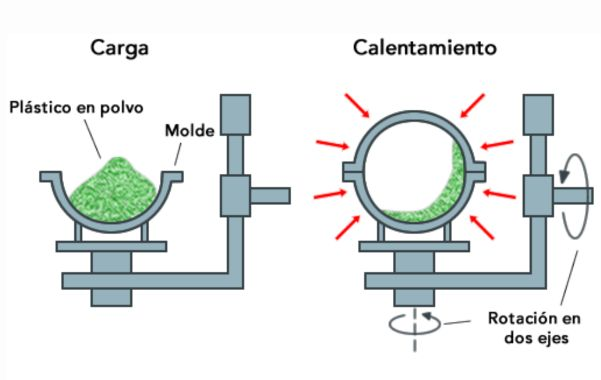 Carga
Calentamiento
Plástico en polvo
Molde
Rotación en
dos ejes